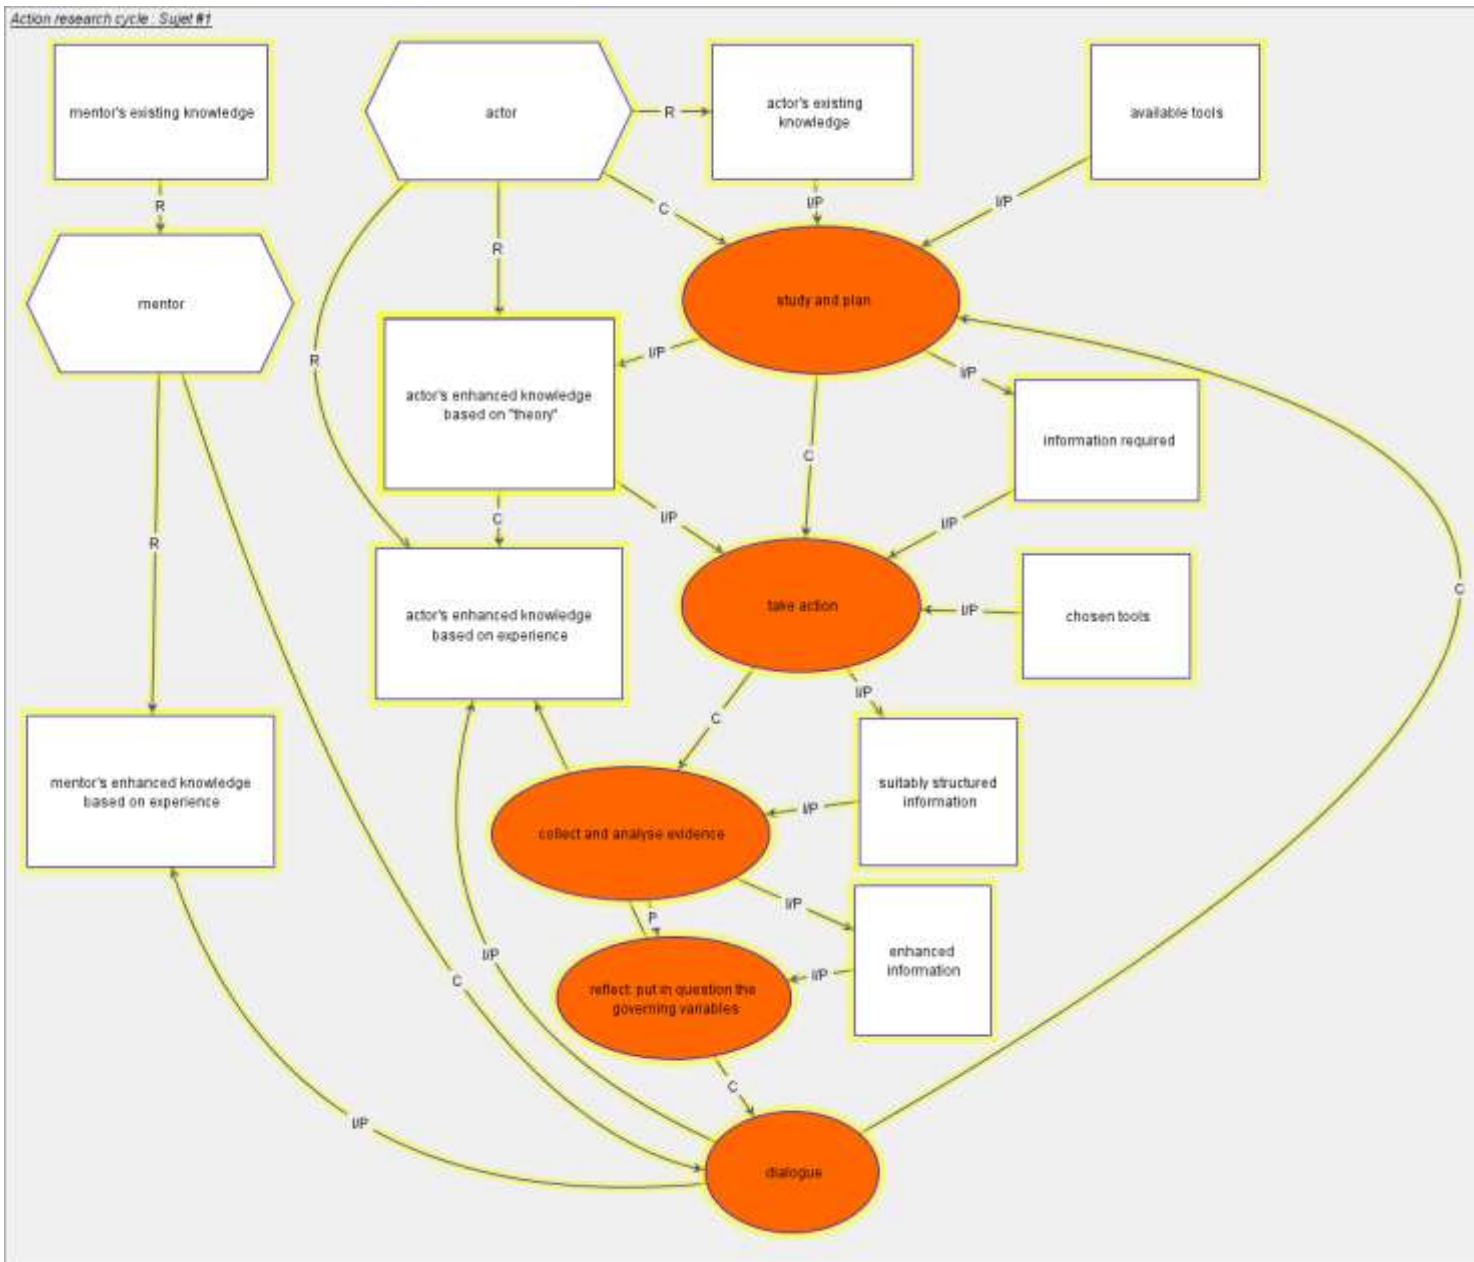 Action research cycle : Sujet #1
mentor's existing knowledge
actor
R
actor's existing
knowledge
available tools
R
C
I/P
I/P
R
mentor
study and plan
R
I/P
I/P
actor's enhanced knowledge
based on "theory"
information required
C
C
I/P
I/P
R
actor's enhanced knowledge
based on experience
take action
I/P
chosen tools
C
I/P
C
mentor's enhanced knowledge
based on experience
suitably structured
information
I/P
collect and analyse evidence
I/P
P
I/P
enhanced
information
I/P
C
reflect: put in question the
governing variables
C
I/P
dialogue